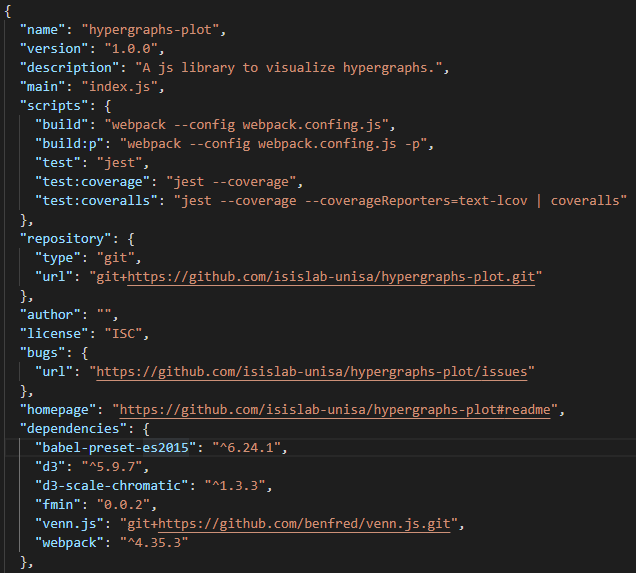 {
"name": "hypergraphs-plot",
"version": "1.0.0",
"description": "A js library to visualize hypergraphs.",
"main": "index.js",
"scripts": {
"build": "webpack --config webpack.confing.js",
"build:p": "webpack --config webpack.confing.js -p",
"test": "jest",
"test:coverage": "jest --coverage",
"test:coveralls": "jest --coverage --coverageReporters=text-lcov | coveralls"
},
"repository": {
"type": "git",
"url": "git+https://github.com/isislab-unisa/hypergraphs-plot.git"
},
"author": "",
"license": "ISC",
"bugs": {
"url": "https://github.com/isislab-unisa/hypergraphs-plot/issues"
},
"homepage": "https://github.com/isislab-unisa/hypergraphs-plot#readme",
"dependencies": {
"babel-preset-es2015": "^6.24.1",
"d3": "^5.9.7",
"d3-scale-chromatic": "^1.3.3",
"fmin": "0.0.2",
"venn.js": "git+https://github.com/benfred/venn.js.git",
"webpack": "^4.35.3"
},